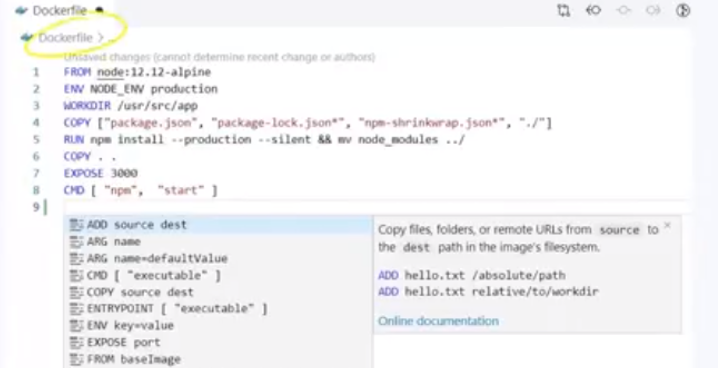 Dockerfile ●
Dockerfile > ...
Unsaved changes (cannot determine recent change or authors)
1 FROM node:12.12-alpine
2 ENV NODE_ENV production
3 WORKDIR /usr/src/app
4 COPY ["package.json", "package-lock.json*", "npm-shrinkwrap.json*", "./"]
5 RUN npm install --production --silent && mv node_modules ../
6 COPY . .
7 EXPOSE 3000
8 CMD [ "npm", "start" ]
9
ADD source dest
ARG name
ARG name=defaultValue
CMD [ "executable" ]
COPY source dest
ENTRYPOINT [ "executable" ]
ENV key=value
EXPOSE port
FROM baseImage
Copy files, folders, or remote URLs from source to
the dest path in the image's filesystem.
ADD hello.txt /absolute/path
ADD hello.txt relative/to/workdir
Online documentation